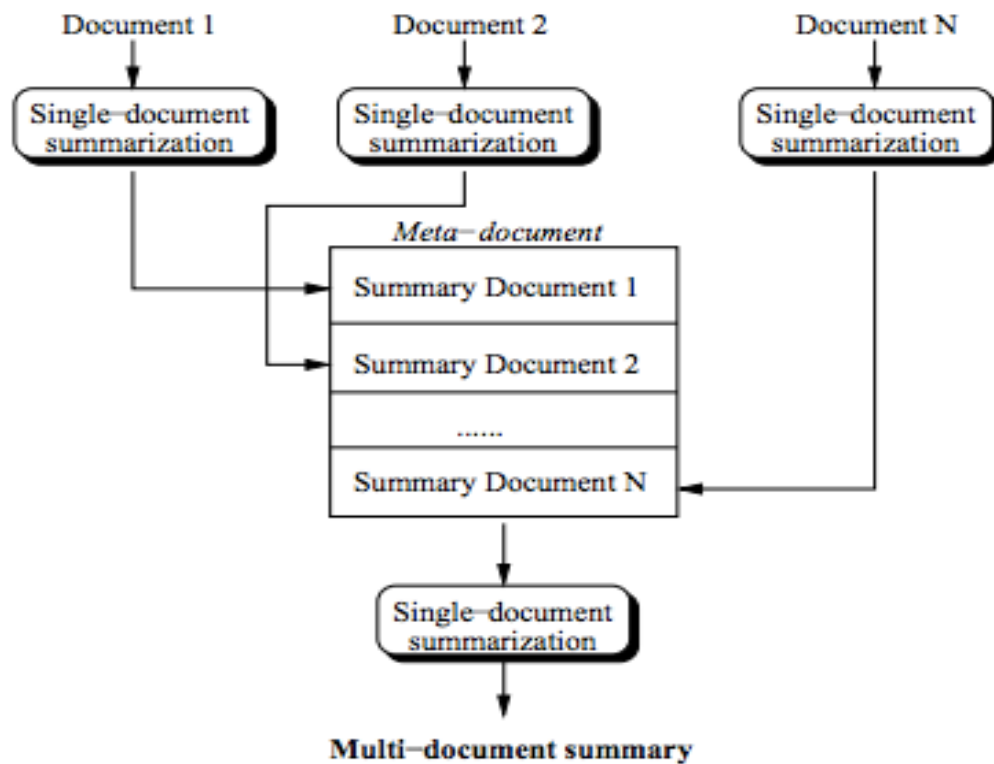 Document 1
Document 2
Document N
Single-document
summarization
Single-document
summarization
Single-document
summarization
Meta-document
Summary Document 1
Summary Document 2
......
Summary Document N
Single-document
summarization
Multi-document summary